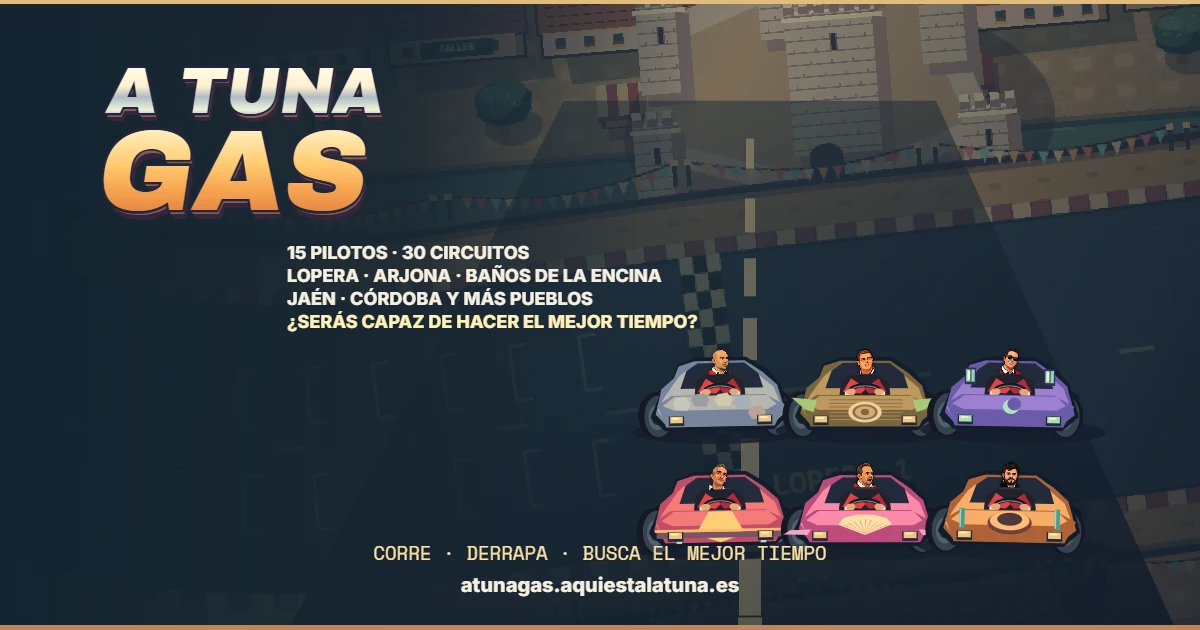 TALLER
A TUNA
GAS
15 PILOTOS · 30 CIRCUITOS
LOPERA · ARJONA · BAÑOS DE LA ENCINA
JAÉN · CÓRDOBA Y MÁS PUEBLOS
¿SERÁS CAPAZ DE HACER EL MEJOR TIEMPO?
CORRE · DERRAPA · BUSCA EL MEJOR TIEMPO
atunagas.aquiestalatuna.es